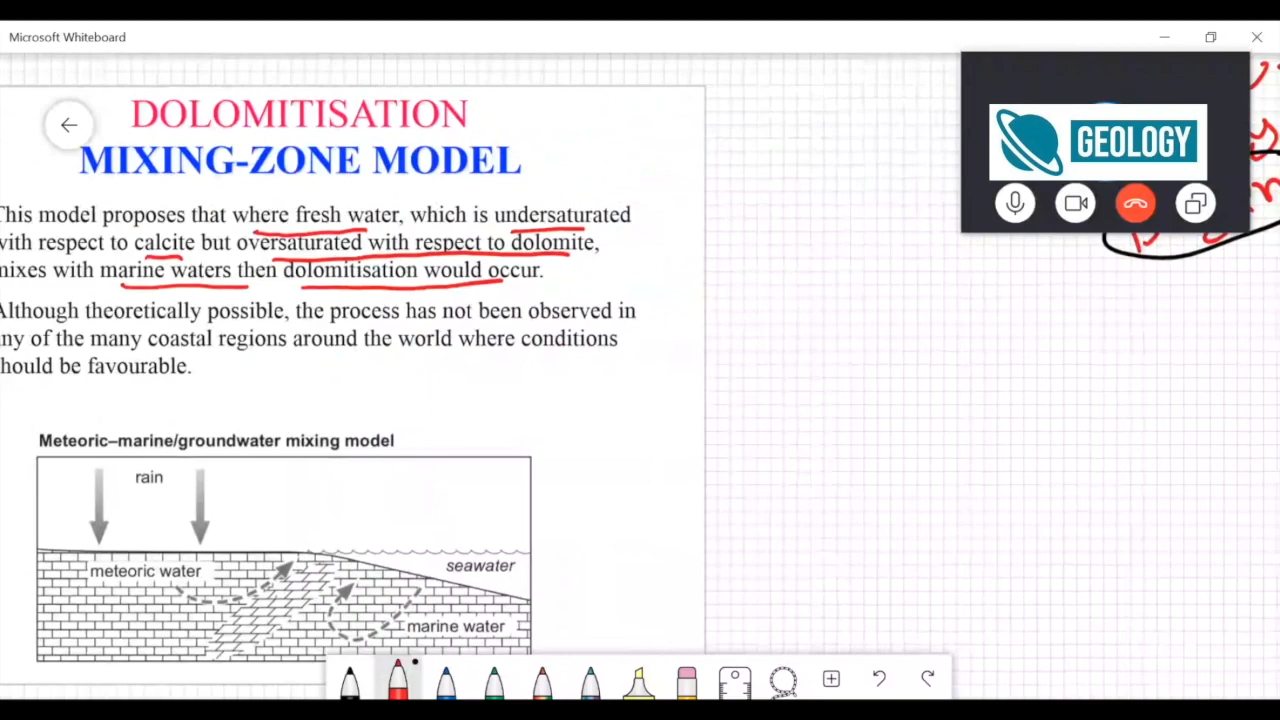 Microsoft Whiteboard
GEOLOGY
DOLOMITISATION
MIXING-ZONE MODEL
This model proposes that where fresh water, which is undersaturated
with respect to calcite but oversaturated with respect to dolomite,
mixes with marine waters then dolomitisation would occur.
Although theoretically possible, the process has not been observed in
any of the many coastal regions around the world where conditions
should be favourable.
Meteoric–marine/groundwater mixing model
rain
meteoric water
seawater
marine water